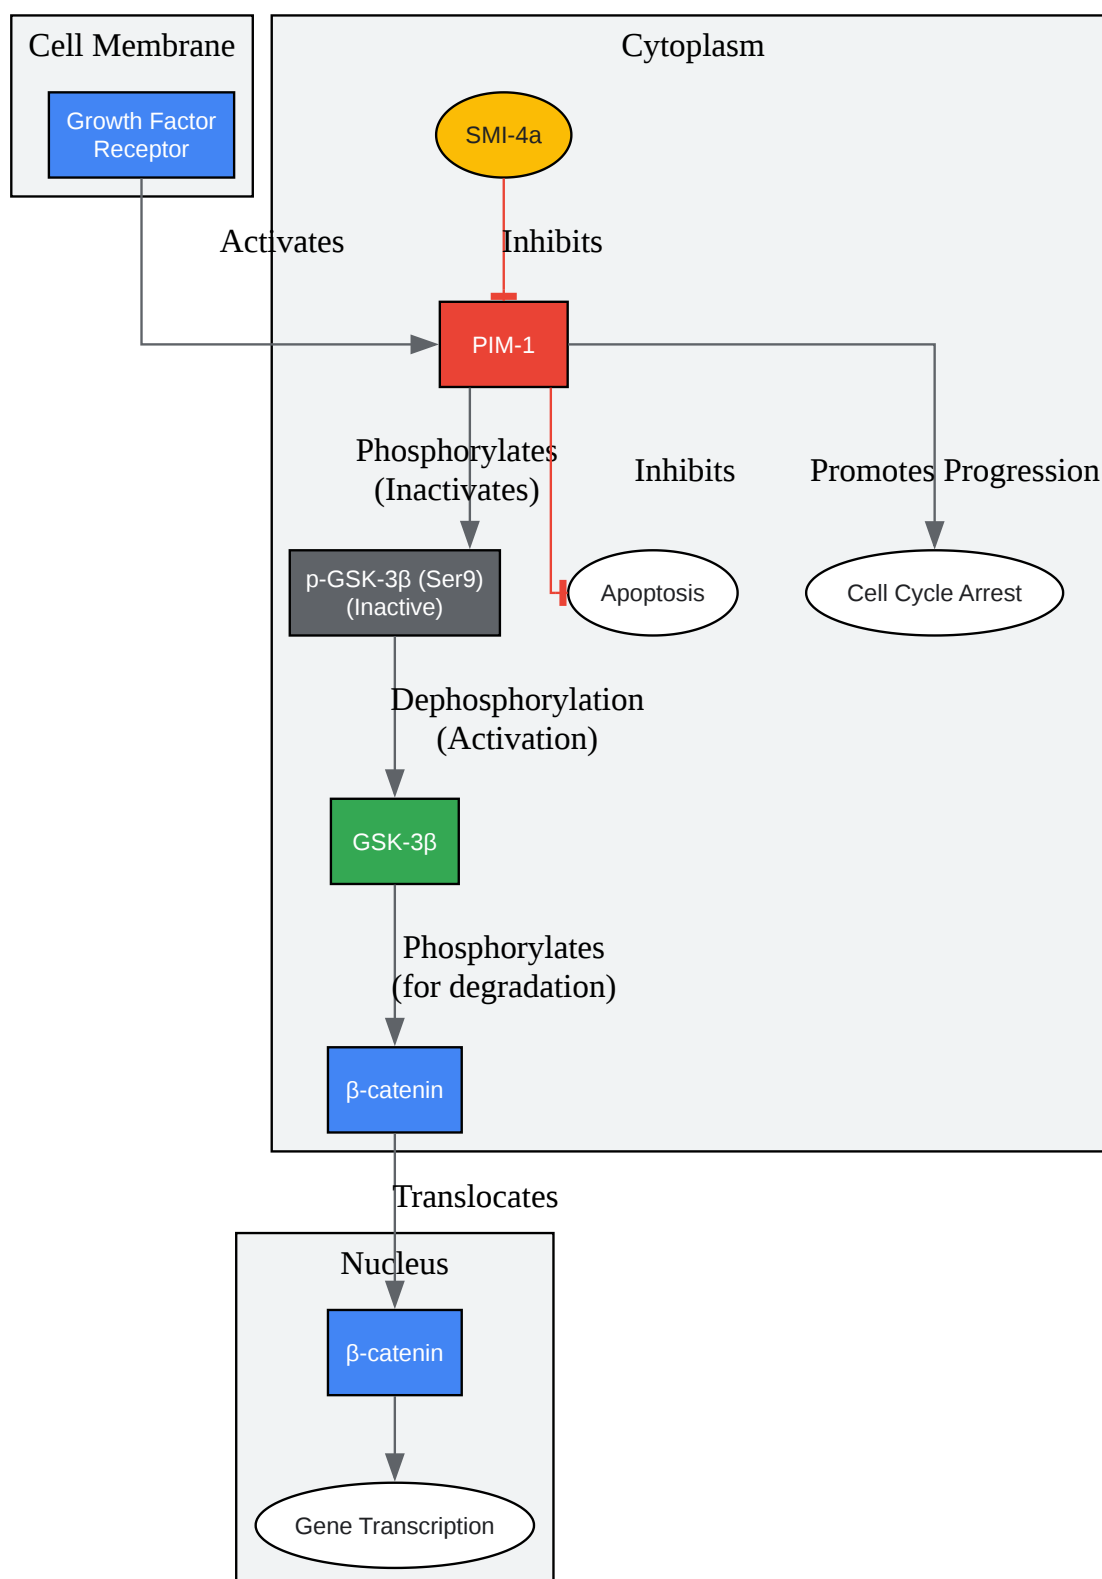 Cell Membrane
Cytoplasm
Growth Factor
Receptor
SMI-4a
Activates
Inhibits
PIM-1
Phosphorylates
(Inactivates)
Inhibits
Promotes Progression
p-GSK-3β (Ser9)
(Inactive)
Apoptosis
Cell Cycle Arrest
Dephosphorylation
(Activation)
GSK-3β
Phosphorylates
(for degradation)
β-catenin
Translocates
Nucleus
β-catenin
Gene Transcription